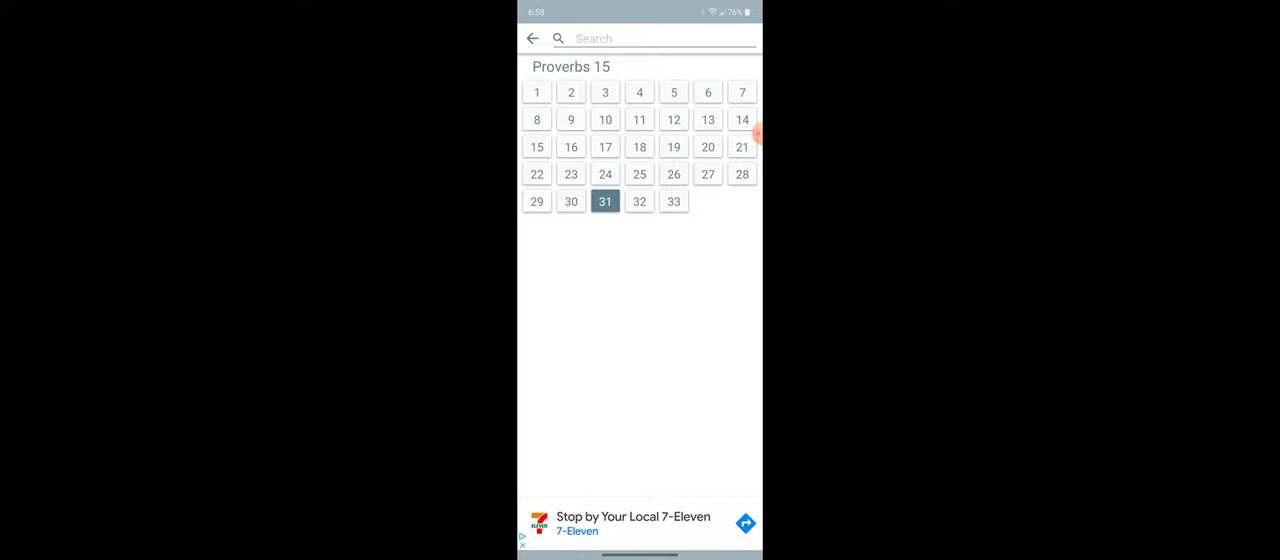 6:58 76%
Search
Proverbs 15
1 2 3 4 5 6 7
8 9 10 11 12 13 14
15 16 17 18 19 20 21
22 23 24 25 26 27 28
29 30 31 32 33
Stop by Your Local 7-Eleven
7-Eleven